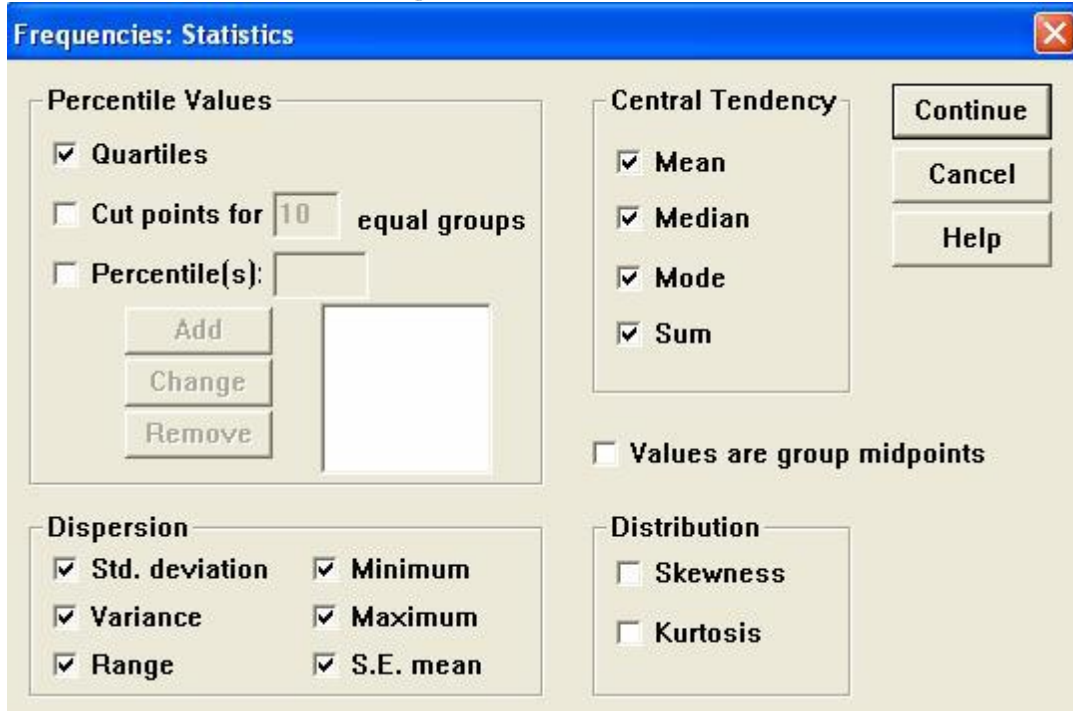 Frequencies: Statistics
Percentile Values
Quartiles
Cut points for 10 equal groups
Percentile(s):
Add
Change
Remove
Central Tendency
Mean
Median
Mode
Sum
Continue
Cancel
Help
Values are group midpoints
Dispersion
Std. deviation
Variance
Range
Minimum
Maximum
S.E. mean
Distribution
Skewness
Kurtosis